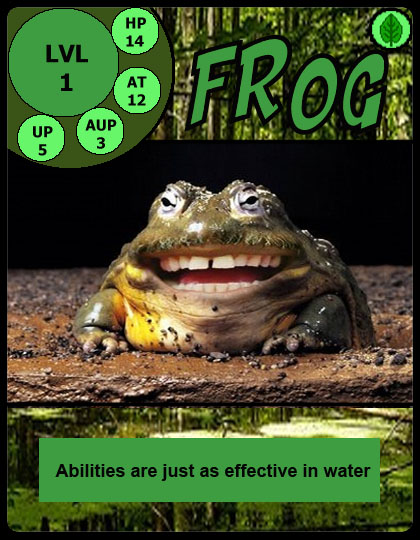 LVL
1
HP
14
AT
12
AUP
3
UP
5
FROG
Abilities are just as effective in water